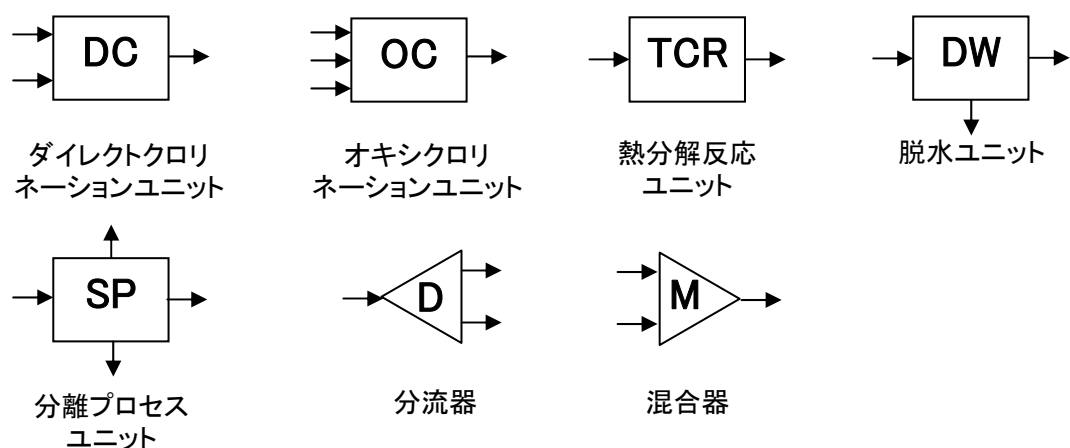 DC
OC
TCR
DW
ダイレクトクロリ
ネーションユニット
オキシクロリ
ネーションユニット
熱分解反応
ユニット
脱水ユニット
SP
D
M
分離プロセス
ユニット
分流器
混合器